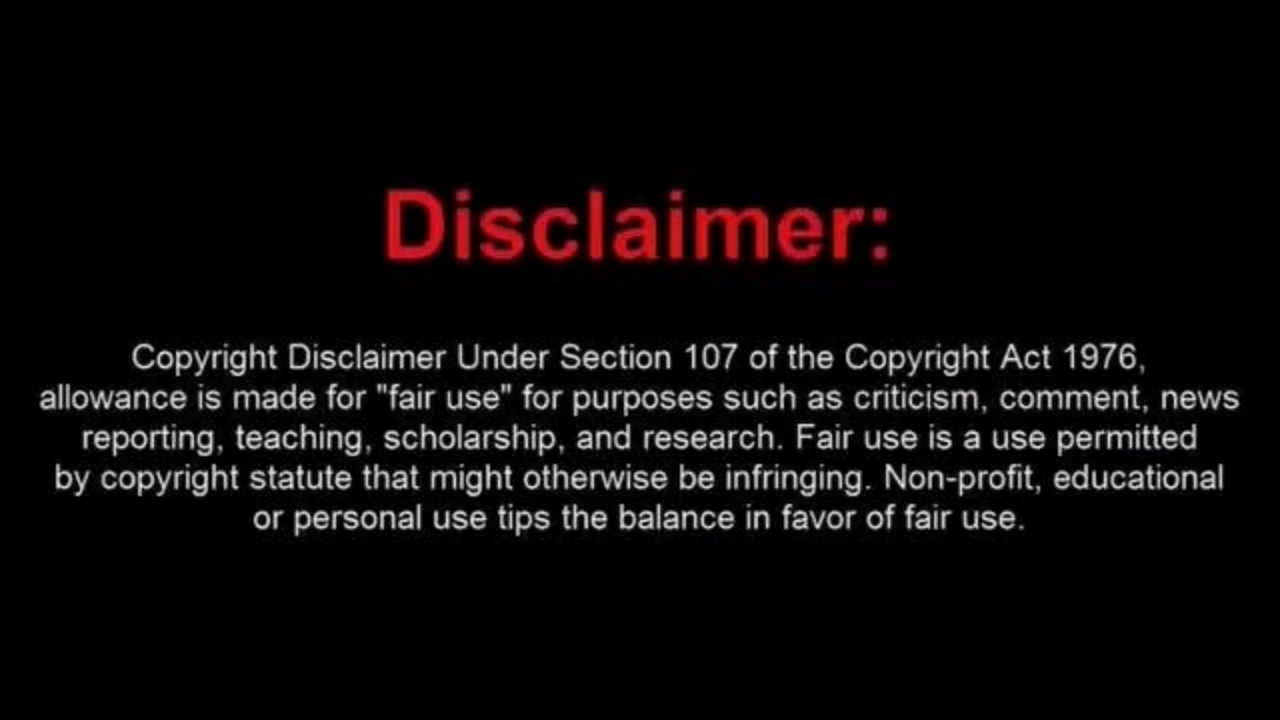 Disclaimer:
Copyright Disclaimer Under Section 107 of the Copyright Act 1976,
allowance is made for "fair use" for purposes such as criticism, comment, news
reporting, teaching, scholarship, and research. Fair use is a use permitted
by copyright statute that might otherwise be infringing. Non-profit, educational
or personal use tips the balance in favor of fair use.